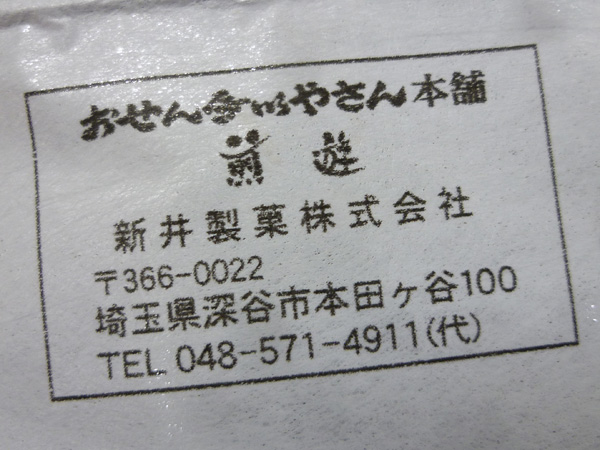 おせんべいやさん本舗
煎遊
新井製菓株式会社
〒366-0022
埼玉県深谷市本田ヶ谷100
TEL 048-571-4911(代)